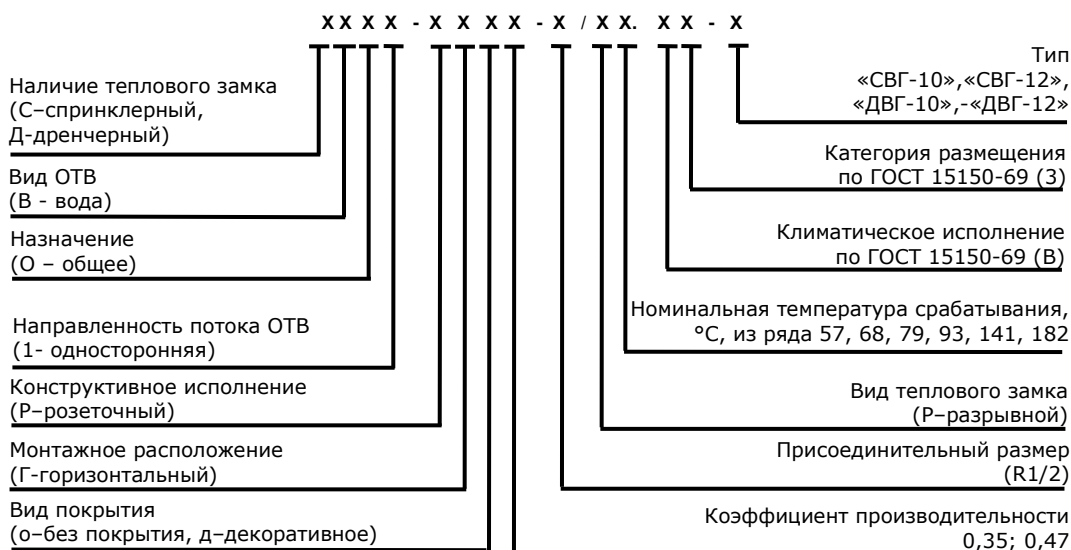 X X X X - X X X X - X / X X. X X - X
Наличие теплового замка
(С–спринклерный,
Д-дренчерный)
Вид ОТВ
(В - вода)
Назначение
(О – общее)
Направленность потока ОТВ
(1- односторонняя)
Конструктивное исполнение
(Р–розеточный)
Монтажное расположение
(Г-горизонтальный)
Вид покрытия
(о–без покрытия, д–декоративное)
Тип
«СВГ-10»,«СВГ-12»,
«ДВГ-10»,-«ДВГ-12»
Категория размещения
по ГОСТ 15150-69 (3)
Климатическое исполнение
по ГОСТ 15150-69 (В)
Номинальная температура срабатывания,
°С, из ряда 57, 68, 79, 93, 141, 182
Вид теплового замка
(Р–разрывной)
Присоединительный размер
(R1/2)
Коэффициент производительности
0,35; 0,47